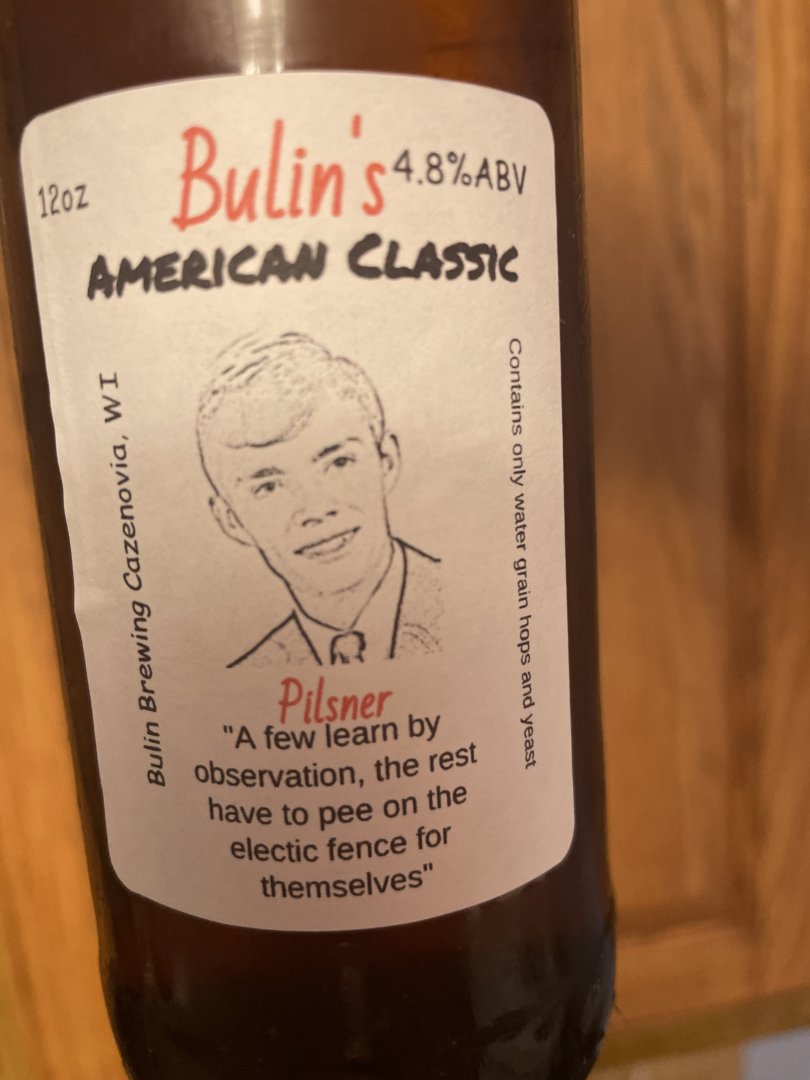 12oz
Bulin's
4.8%ABV
American Classic
Bulin Brewing Cazenovia, WI
Contains only water grain hops and yeast
Pilsner
"A few learn by
observation, the rest
have to pee on the
electic fence for
themselves"